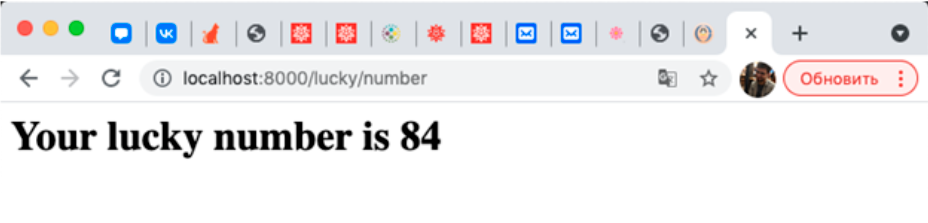 localhost:8000/lucky/number
Обновить
Your lucky number is 84